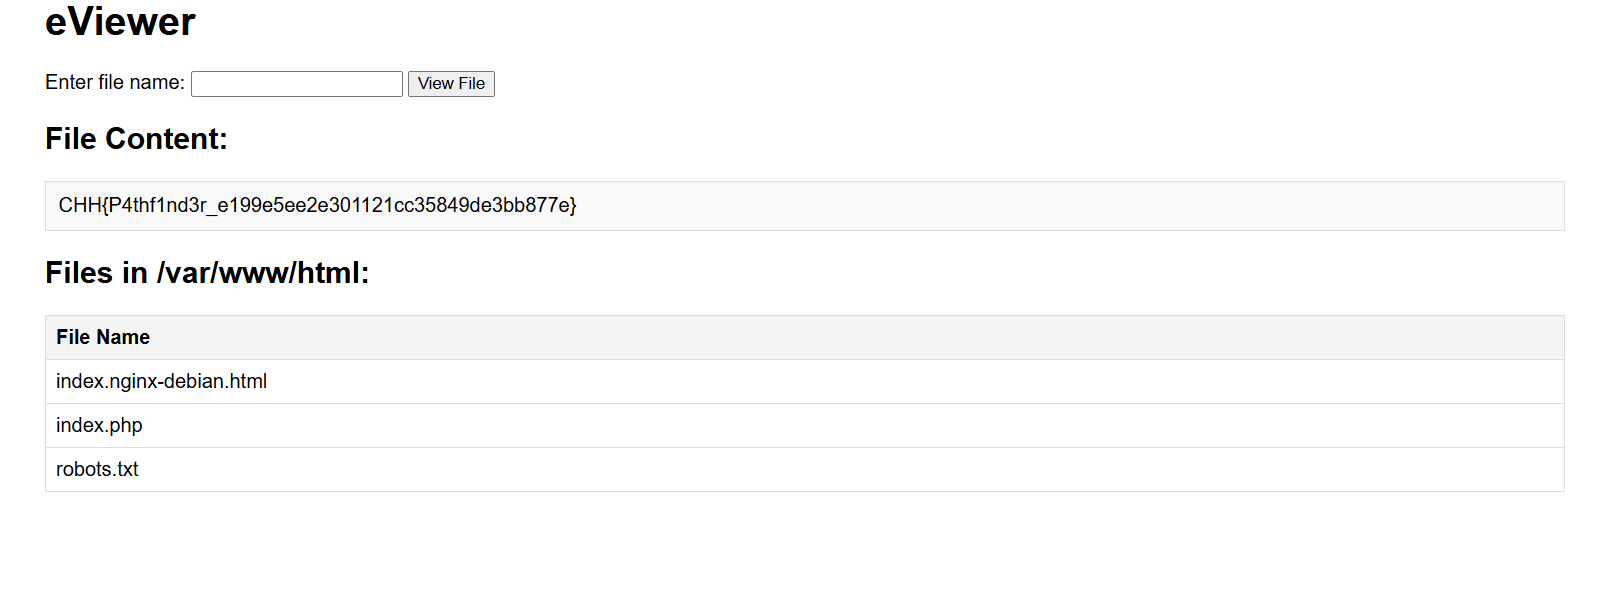 eViewer
Enter file name: View File
File Content:
CHH{P4thf1nd3r_e199e5ee2e301121cc35849de3bb877e}
Files in /var/www/html:
File Name
index.nginx-debian.html
index.php
robots.txt